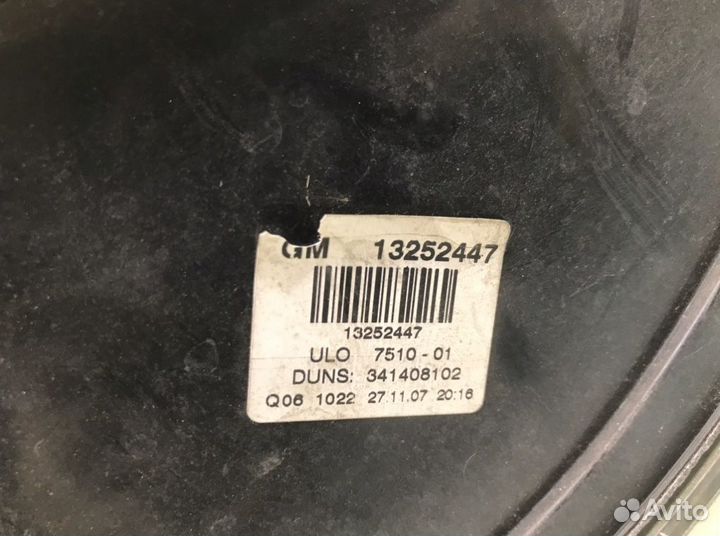 GM 13252447
13252447
ULO 7510 - 01
DUNS: 341408102
Q06 1022 27.11.07 20:16
Avito